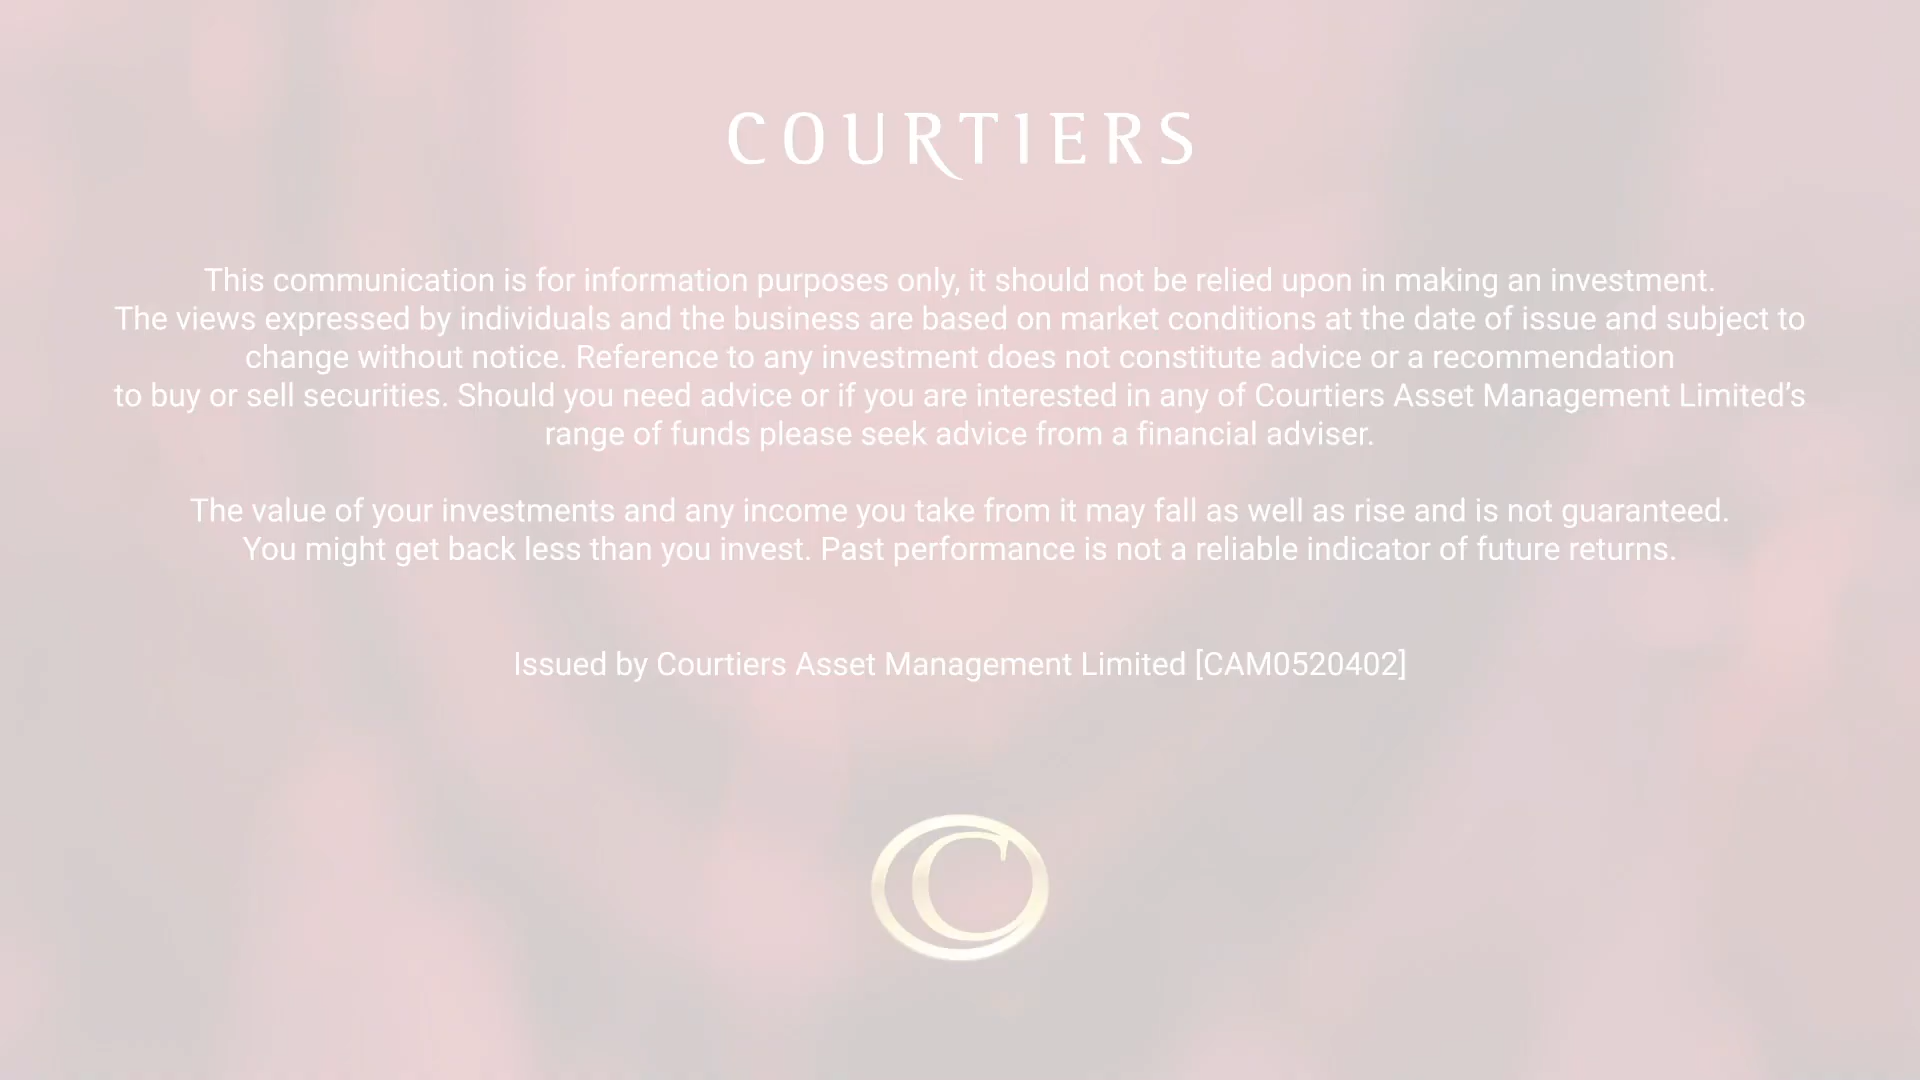 COURTIERS
This communication is for information purposes only, it should not be relied upon in making an investment.
The views expressed by individuals and the business are based on market conditions at the date of issue and subject to
change without notice. Reference to any investment does not constitute advice or a recommendation
to buy or sell securities. Should you need advice or if you are interested in any of Courtiers Asset Management Limited’s
range of funds please seek advice from a financial adviser.
The value of your investments and any income you take from it may fall as well as rise and is not guaranteed.
You might get back less than you invest. Past performance is not a reliable indicator of future returns.
Issued by Courtiers Asset Management Limited [CAM0520402]
C